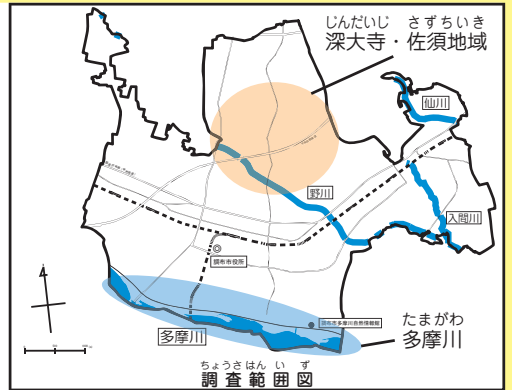 じんだいじ さずちいき
深大寺・佐須地域
仙川
野川
入間川
調布市役所
調布市多摩川自然情報館
多摩川
たまがわ
多摩川
ちょうさはんいず
調査範囲図